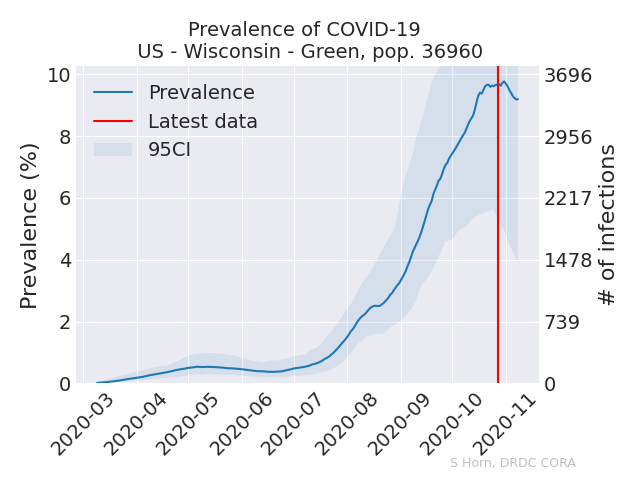 Prevalence of COVID-19
US - Wisconsin - Green, pop. 36960
Prevalence (%)
10
8
6
4
2
0
Prevalence
Latest data
95CI
3696
2956
2217
1478
739
0
# of infections
2020-03
2020-04
2020-05
2020-06
2020-07
2020-08
2020-09
2020-10
2020-11
S Horn, DRDC CORA